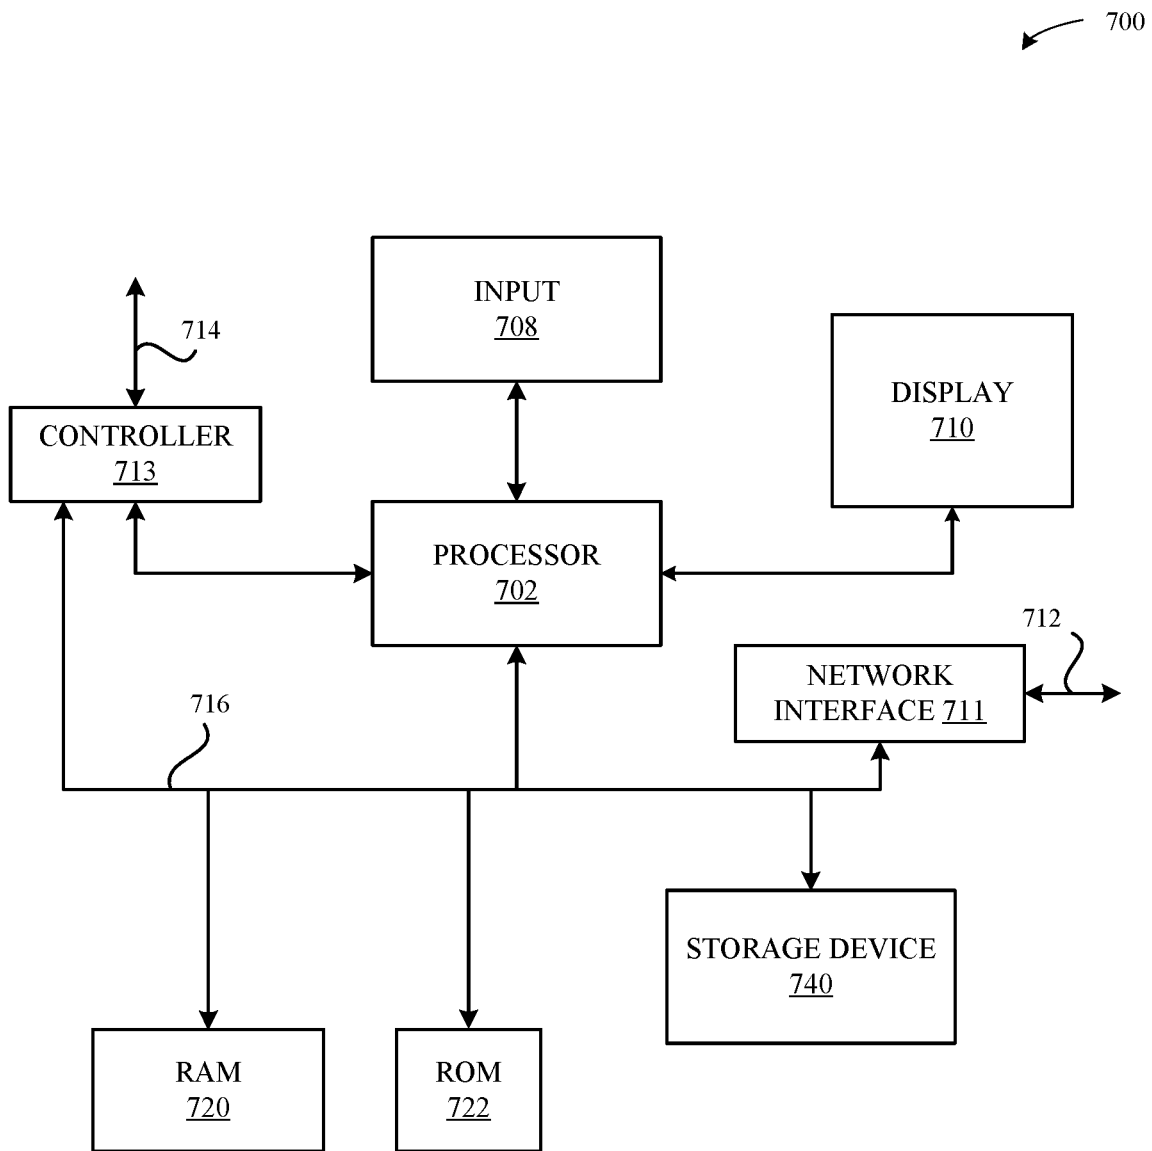 700
INPUT
708
714
DISPLAY
710
CONTROLLER
713
PROCESSOR
702
712
NETWORK
INTERFACE 711
716
STORAGE DEVICE
740
RAM
720
ROM
722